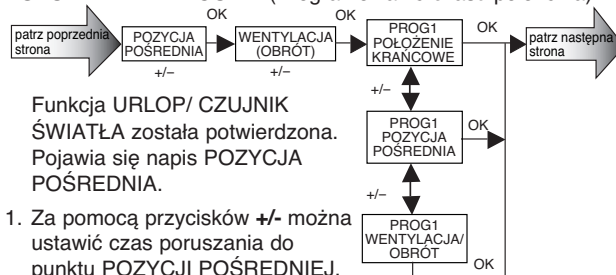 OK
OK
OK
patrz poprzednia
strona
POZYCJA
POŚREDNIA
WENTYLACJA
(OBRÓT)
PROG1
POŁOŻENIE
KRAŃCOWE
patrz następna
strona
+/–
+/–
+/–
Funkcja URLOP/ CZUJNIK
ŚWIATŁA została potwierdzona.
Pojawia się napis POZYCJA
POŚREDNIA.
PROG1
POZYCJA
POŚREDNIA
OK
+/–
1. Za pomocą przycisków +/- można
ustawić czas poruszania do
punktu POZYCJI POŚREDNIEJ.
PROG1
WENTYLACJA/
OBRÓT
OK